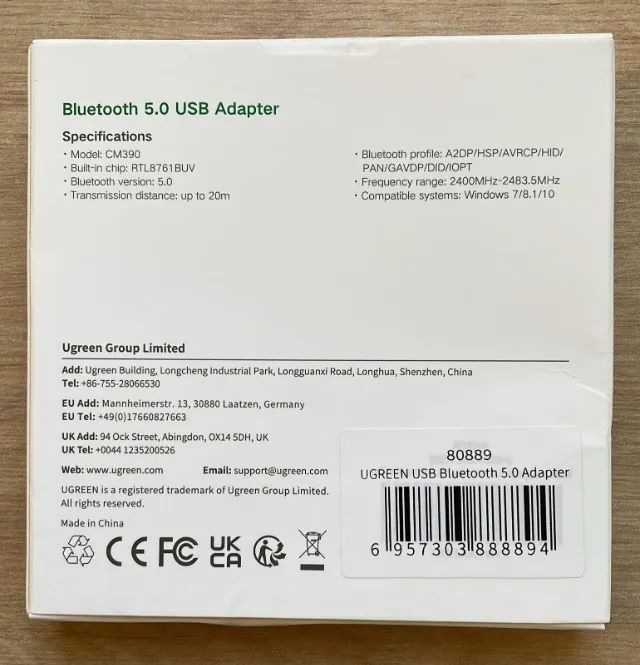 Bluetooth 5.0 USB Adapter
Specifications
· Model: CM390
· Built-in chip: RTL8761BUV
· Bluetooth version: 5.0
· Transmission distance: up to 20m
· Bluetooth profile: A2DP/HSP/AVRCP/HID/
PAN/GAVDP/DID/IOPT
· Frequency range: 2400MHz-2483.5MHz
· Compatible systems: Windows 7/8.1/10
Ugreen Group Limited
Add: Ugreen Building, Longcheng Industrial Park, Longguanxi Road, Longhua, Shenzhen, China
Tel: +86-755-28066530
EU Add: Mannheimerstr. 13, 30880 Laatzen, Germany
EU Tel: +49(0)17660827663
UK Add: 94 Ock Street, Abingdon, OX14 5DH, UK
UK Tel: +0044 1235200526
Web: www.ugreen.com Email: support@ugreen.com
UGREEN is a registered trademark of Ugreen Group Limited.
All rights reserved.
Made in China
CE FC UK
CA
80889
UGREEN USB Bluetooth 5.0 Adapter
6 957303 888894